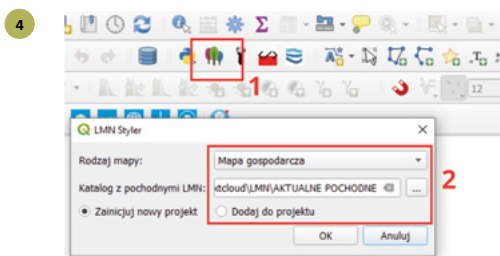 4
1
12
LMN Styler
Rodzaj mapy: Mapa gospodarcza
Katalog z pochodnymi LMN: xtcloud\LMN\AKTUALNE POCHODNE ...
2
Zainicjuj nowy projekt Dodaj do projektu
OK Anuluj